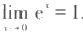 lim eˣ = 1.
x→0